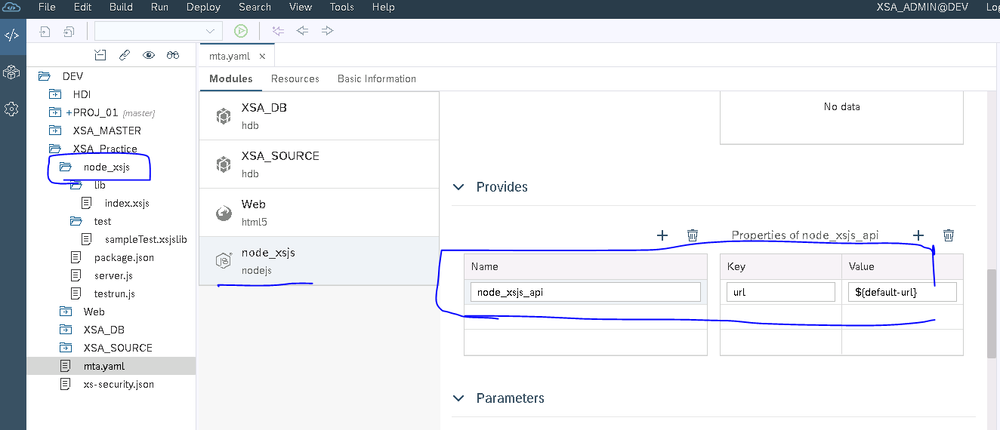 File Edit Build Run Deploy Search View Tools Help XSA_ADMIN@DEV Log
mta.yaml ×
Modules Resources Basic Information
DEV
HDI
+PROJ_01 [master]
XSA_MASTER
XSA_Practice
node_xsjs
lib
index.xsjs
test
sampleTest.xsjslib
package.json
server.js
testrun.js
Web
XSA_DB
XSA_SOURCE
mta.yaml
xs-security.json
XSA_DB
hdb
XSA_SOURCE
hdb
Web
html5
node_xsjs
nodejs
No data
Provides
Properties of node_xsjs_api
Name Key Value
node_xsjs_api url ${default-url}
Parameters